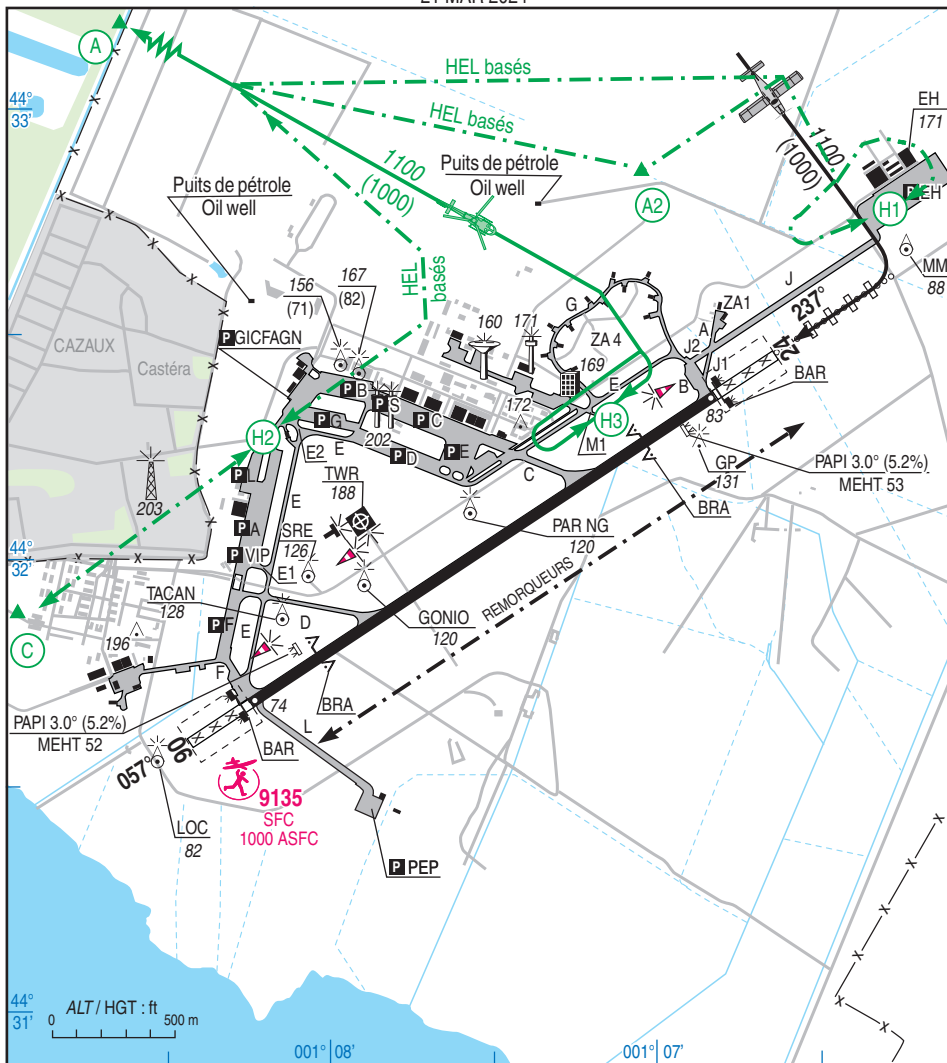 A
HEL basés
HEL basés
44°
33'
EH
171
1100
(1000)
1100
(1000)
Puits de pétrole
Oil well
Puits de pétrole
Oil well
A2
P EH
H1
HEL
basés
MM
88
J
156
(71)
167
(82)
160
171
G
ZA 4
ZA1
A
J2
237°
24
P GICFAGN
CAZAUX
Castéra
169
E
J1
BAR
B
P B
P S
P C
172
H3
83
P G
202
H2
E
E2
P D
P E
M1
C
GP
131
PAPI 3.0° (5.2%)
MEHT 53
P L
TWR
188
BRA
203
E
P A
SRE
126
PAR NG
120
44°
32'
P VIP
E1
REMORQUEURS
TACAN
128
D
GONIO
120
P F
E
196
C
F
BRA
74
PAPI 3.0° (5.2%)
MEHT 52
L
BAR
06
057°
9135
SFC
1000 ASFC
LOC
82
P PEP
44°
31'
ALT / HGT : ft
0 500 m
001° 08'
001° 07'